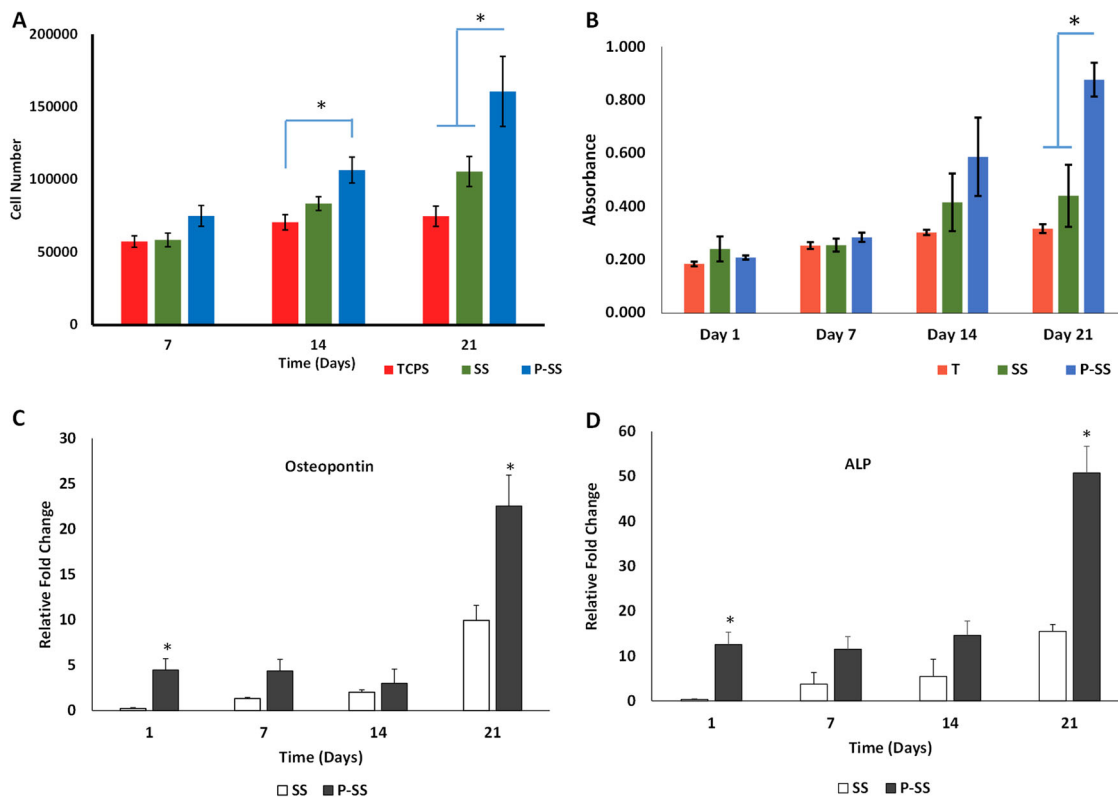 A
200000
150000
100000
50000
0
Cell Number
*
*
7
14
21
Time (Days)
TCPS
SS
P-SS
B
1.000
0.800
0.600
0.400
0.200
0.000
Absorbance
*
Day 1
Day 7
Day 14
Day 21
T
SS
P-SS
C
30
25
20
15
10
5
0
Relative Fold Change
Osteopontin
*
*
1
7
14
21
Time (Days)
SS
P-SS
D
60
50
40
30
20
10
0
Relative Fold Change
ALP
*
*
1
7
14
21
Time (Days)
SS
P-SS